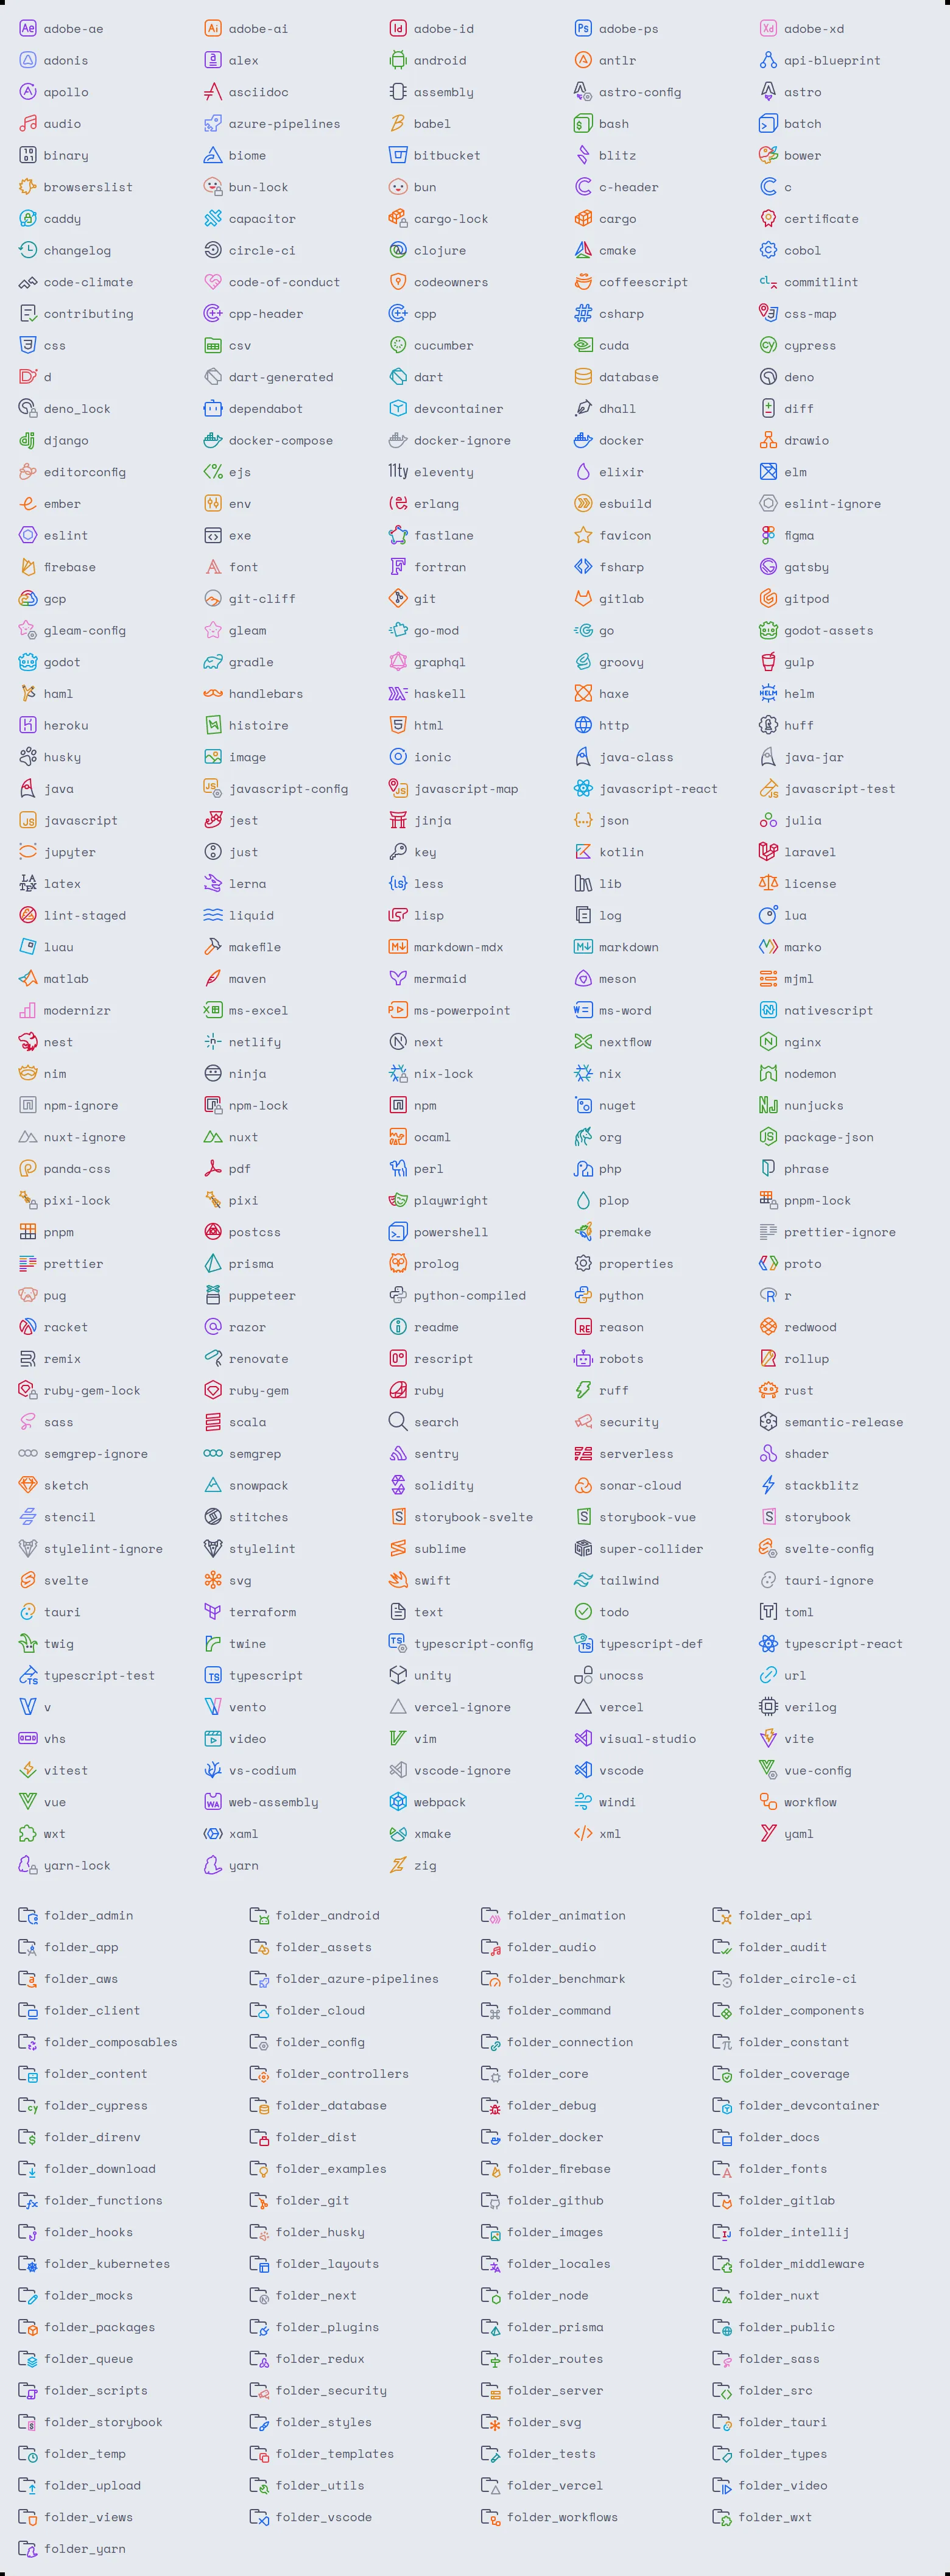 adobe-ae adobe-ai adobe-id adobe-ps adobe-xd
adonis alex android antlr api-blueprint
apollo asciidoc assembly astro-config astro
audio azure-pipelines babel bash batch
binary biome bitbucket blitz bower
browserslist bun-lock bun c-header c
caddy capacitor cargo-lock cargo certificate
changelog circle-ci clojure cmake cobol
code-climate code-of-conduct codeowners coffeescript commitlint
contributing cpp-header cpp csharp css-map
css csv cucumber cuda cypress
d dart-generated dart database deno
deno_lock dependabot devcontainer dhall diff
django docker-compose docker-ignore docker drawio
editorconfig ejs eleventy elixir elm
ember env erlang esbuild eslint-ignore
eslint exe fastlane favicon figma
firebase font fortran fsharp gatsby
gcp git-cliff git gitlab gitpod
gleam-config gleam go-mod go godot-assets
godot gradle graphql groovy gulp
haml handlebars haskell haxe helm
heroku histoire html http huff
husky image ionic java-class java-jar
java javascript-config javascript-map javascript-react javascript-test
javascript jest jinja json julia
jupyter just key kotlin laravel
latex lerna less lib license
lint-staged liquid lisp log lua
luau makefile markdown-mdx markdown marko
matlab maven mermaid meson mjml
modernizr ms-excel ms-powerpoint ms-word nativescript
nest netlify next nextflow nginx
nim ninja nix-lock nix nodemon
npm-ignore npm-lock npm nuget nunjucks
nuxt-ignore nuxt ocaml org package-json
panda-css pdf perl php phrase
pixi-lock pixi playwright plop pnpm-lock
pnpm postcss powershell premake prettier-ignore
prettier prisma prolog properties proto
pug puppeteer python-compiled python r
racket razor readme reason redwood
remix renovate rescript robots rollup
ruby-gem-lock ruby-gem ruby ruff rust
sass scala search security semantic-release
semgrep-ignore semgrep sentry serverless shader
sketch snowpack solidity sonar-cloud stackblitz
stencil stitches storybook-svelte storybook-vue storybook
stylelint-ignore stylelint sublime super-collider svelte-config
svelte svg swift tailwind tauri-ignore
tauri terraform text todo toml
twig twine typescript-config typescript-def typescript-react
typescript-test typescript unity unocss url
v vento vercel-ignore vercel verilog
vhs video vim visual-studio vite
vitest vs-codium vscode-ignore vscode vue-config
vue web-assembly webpack windi workflow
wxt xaml xmake xml yaml
yarn-lock yarn zig
folder_admin folder_android folder_animation folder_api
folder_app folder_assets folder_audio folder_audit
folder_aws folder_azure-pipelines folder_benchmark folder_circle-ci
folder_client folder_cloud folder_command folder_components
folder_composables folder_config folder_connection folder_constant
folder_content folder_controllers folder_core folder_coverage
folder_cypress folder_database folder_debug folder_devcontainer
folder_direnv folder_dist folder_docker folder_docs
folder_download folder_examples folder_firebase folder_fonts
folder_functions folder_git folder_github folder_gitlab
folder_hooks folder_husky folder_images folder_intellij
folder_kubernetes folder_layouts folder_locales folder_middleware
folder_mocks folder_next folder_node folder_nuxt
folder_packages folder_plugins folder_prisma folder_public
folder_queue folder_redux folder_routes folder_sass
folder_scripts folder_security folder_server folder_src
folder_storybook folder_styles folder_svg folder_tauri
folder_temp folder_templates folder_tests folder_types
folder_upload folder_utils folder_vercel folder_video
folder_views folder_vscode folder_workflows folder_wxt
folder_yarn